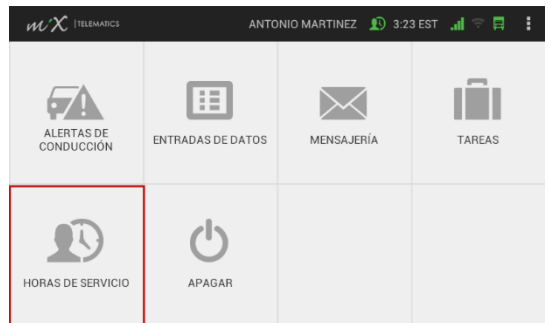 mix TELEMATICS ANTONIO MARTINEZ 3:23 EST
ALERTAS DE
CONDUCCIÓN
ENTRADAS DE DATOS
MENSAJERÍA
TAREAS
HORAS DE SERVICIO
APAGAR